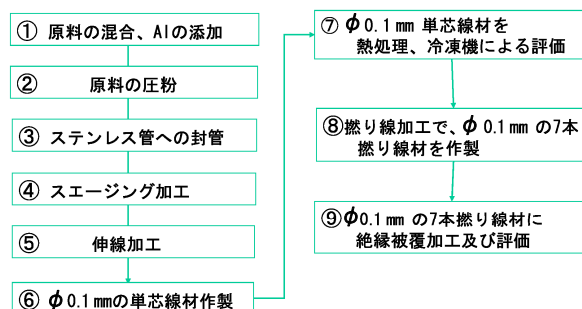 ① 原料の混合、Alの添加
② 原料の圧粉
③ ステンレス管への封管
④ スエージング加工
⑤ 伸線加工
⑥ φ0.1mmの単芯線材作製
⑦ φ0.1mm 単芯線材を
熱処理、冷凍機による評価
⑧撚り線加工で、φ0.1mm の7本
撚り線材を作製
⑨φ0.1mm の7本撚り線材に
絶縁被覆加工及び評価